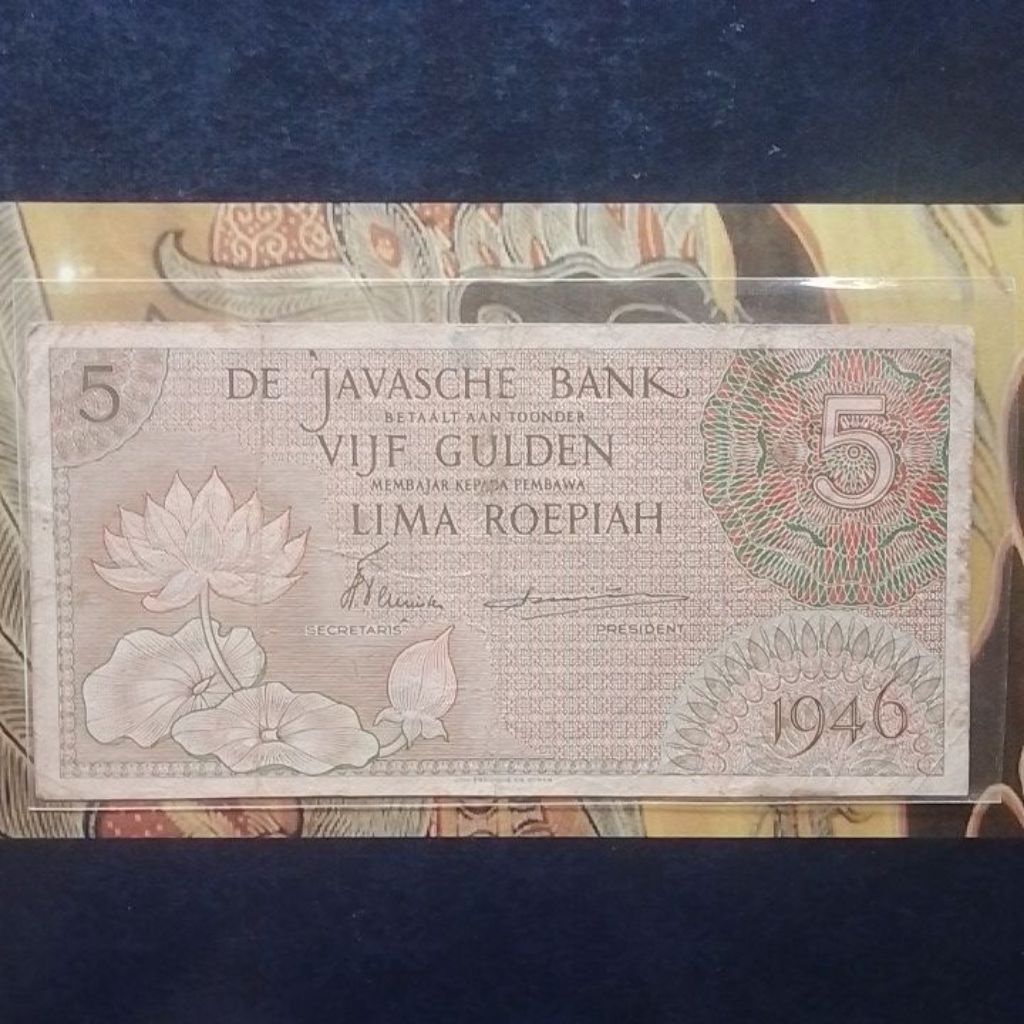 5
DE JAVASCHE BANK
BETAALT AAN TOONDER
VIJF GULDEN
MEMBAJAR KEPADA PEMBAWA
LIMA ROEPIAH
5
SECRETARIS
PRESIDENT
1946